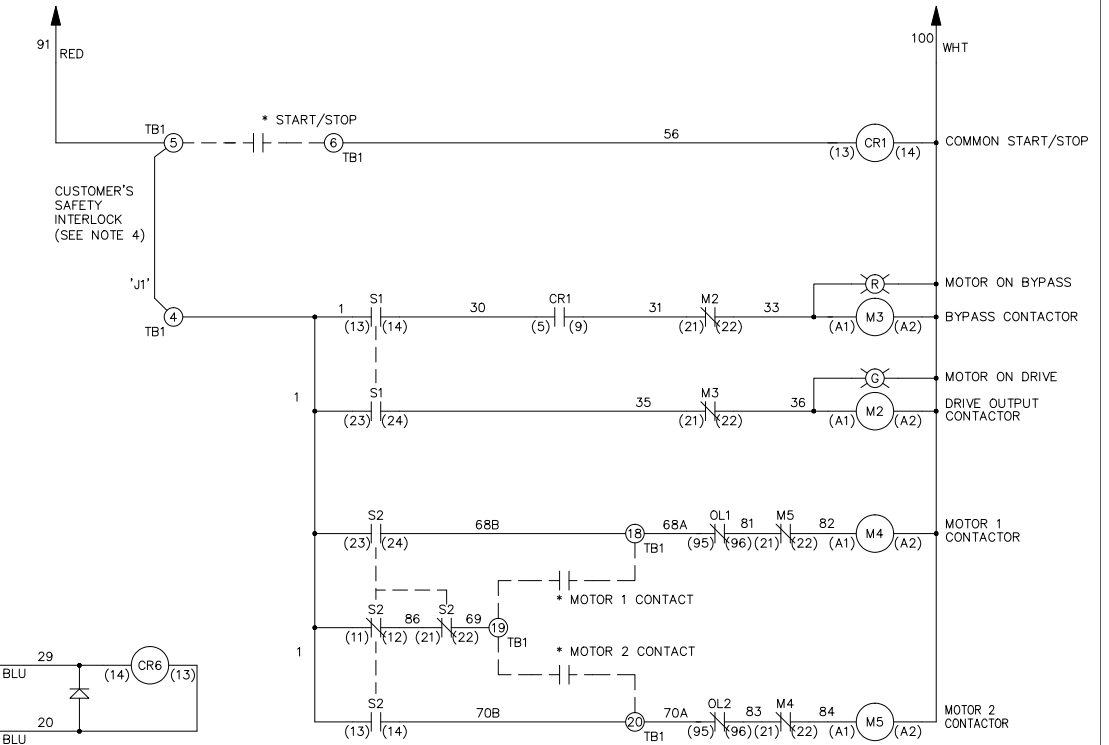 91
RED
100
WHT
TB1
5
* START/STOP
6
TB1
56
CR1
(13)
(14)
COMMON START/STOP
CUSTOMER'S
SAFETY
INTERLOCK
(SEE NOTE 4)
'J1'
4
TB1
R
MOTOR ON BYPASS
1
S1
(13)
(14)
30
CR1
(5)
(9)
31
M2
(21)
(22)
33
M3
(A1)
(A2)
BYPASS CONTACTOR
G
MOTOR ON DRIVE
1
S1
(23)
(24)
35
M3
(21)
(22)
36
M2
(A1)
(A2)
DRIVE OUTPUT
CONTACTOR
S2
(23)
(24)
68B
18
TB1
68A
OL1
(95)
(96)
81
M5
(21)
(22)
82
M4
(A1)
(A2)
MOTOR 1
CONTACTOR
* MOTOR 1 CONTACT
S2
(11)
(12)
86
S2
(21)
(22)
69
19
TB1
1
* MOTOR 2 CONTACT
S2
(13)
(14)
70B
20
TB1
70A
OL2
(95)
(96)
83
M4
(21)
(22)
84
M5
(A1)
(A2)
MOTOR 2
CONTACTOR
29
BLU
(14)
CR6
(13)
20
BLU